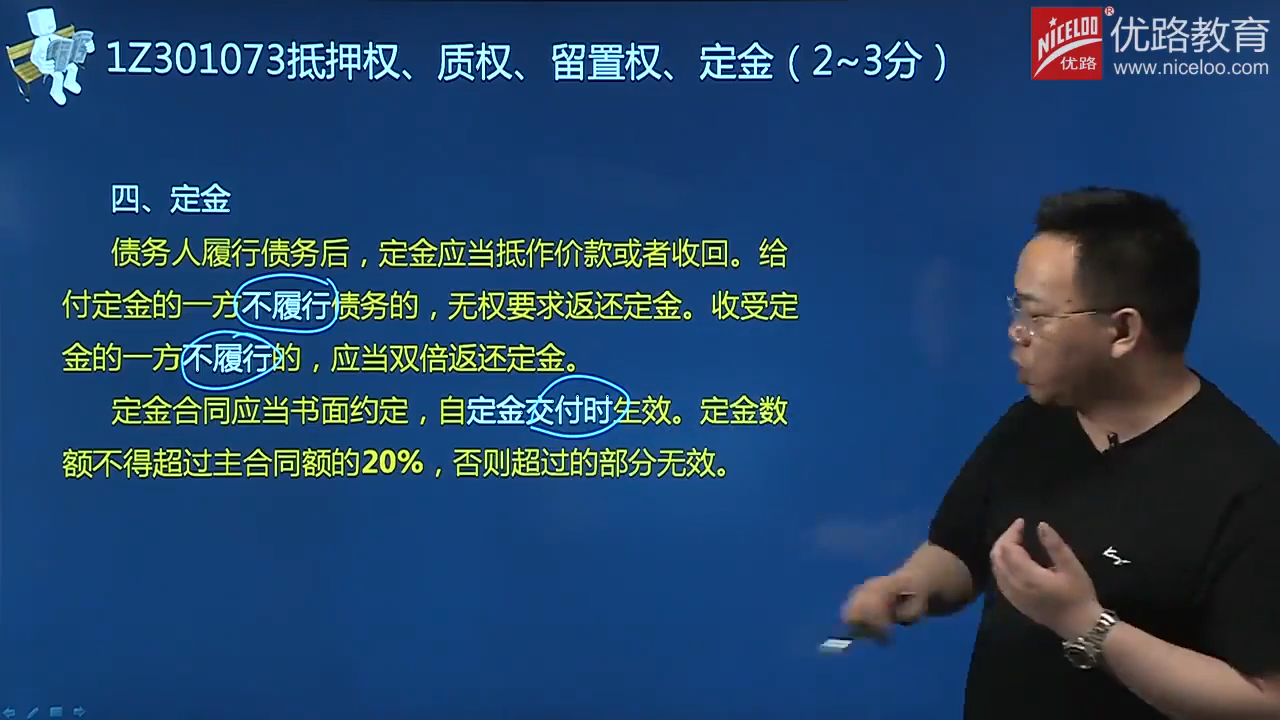 1Z301073抵押权、质权、留置权、定金（2~3分）
NICELOO
优路
®
优路教育
www.niceloo.com
四、定金
债务人履行债务后，定金应当抵作价款或者收回。给
付定金的一方不履行债务的，无权要求返还定金。收受定
金的一方不履行的，应当双倍返还定金。
定金合同应当书面约定，自定金交付时生效。定金数
额不得超过主合同额的20%，否则超过的部分无效。